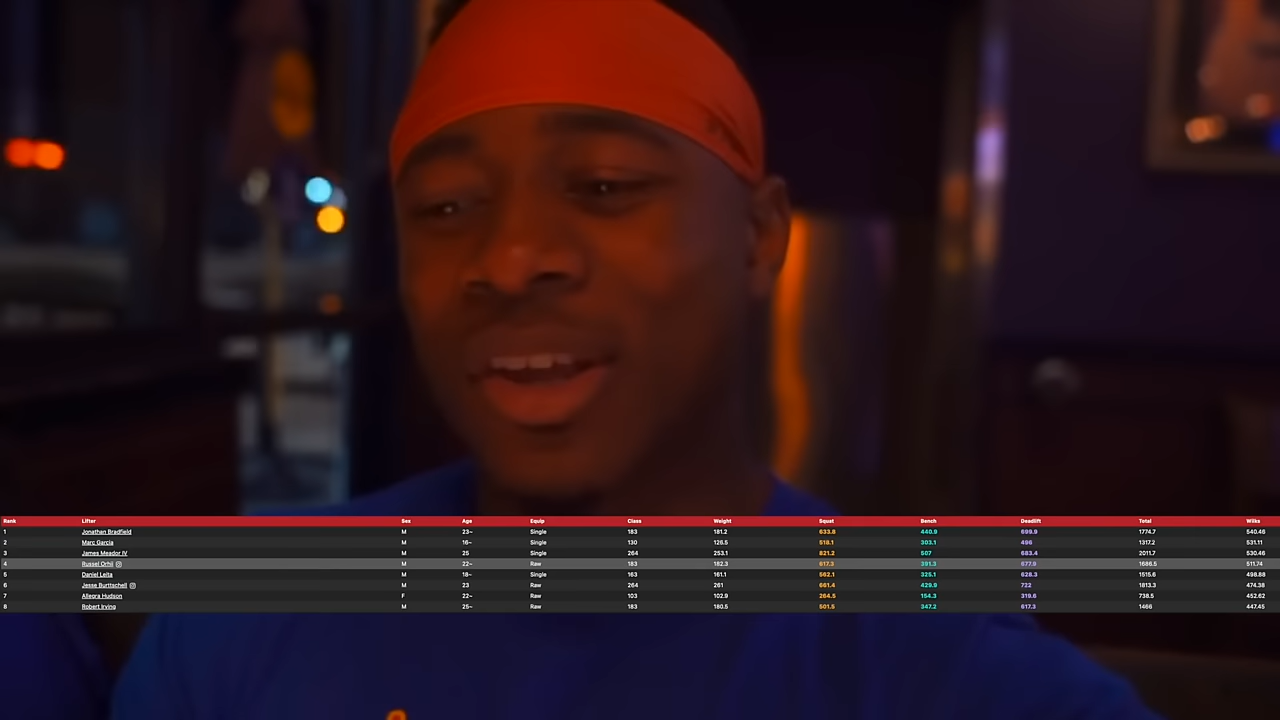 Rank Lifter Sex Age Equip Class Weight Squat Bench Deadlift Total Wilks
1 Jonathan Bradfield M 23~ Single 183 181.2 633.8 440.9 699.9 1774.7 540.48
2 Marc Garcia M 16~ Single 130 126.5 518.1 303.1 496 1317.2 531.11
3 James Meador IV M 25 Single 264 253.1 821.2 507 683.4 2011.7 530.46
4 Russel Orhii M 22~ Raw 183 182.3 617.3 391.3 677.9 1686.5 511.74
5 Daniel Leita M 18~ Single 163 161.1 562.1 325.1 628.3 1515.6 498.88
6 Jesse Burttschell M 23 Raw 264 261 661.4 429.9 722 1813.3 474.38
7 Allegra Hudson F 22~ Raw 103 102.9 264.5 154.3 319.6 738.5 452.62
8 Robert Irving M 25~ Raw 183 180.5 501.5 347.2 617.3 1466 447.45